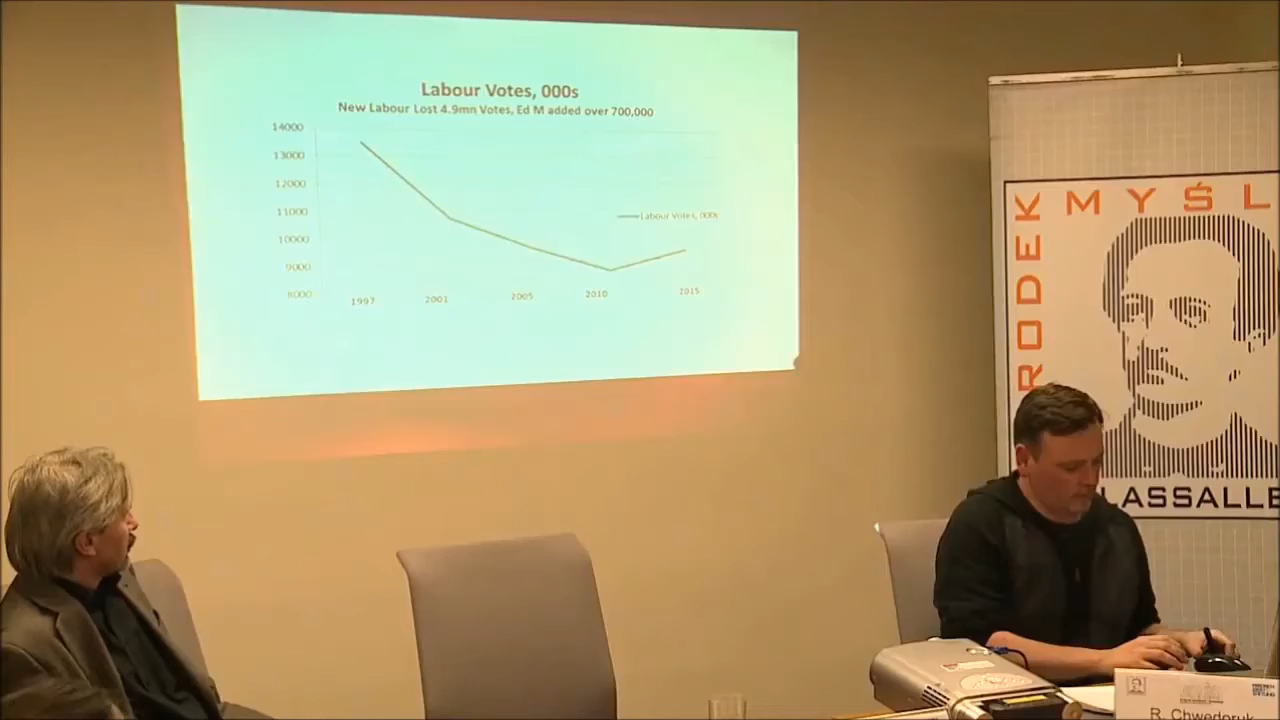 Labour Votes, 000s
New Labour Lost 4.9mn Votes, Ed M added over 700,000
14000
13000
12000
11000
10000
9000
8000
Labour Votes, 000s
1997
2001
2005
2010
2015
RODEK
MYŚL
LASSALLE
R. Chwedoruk